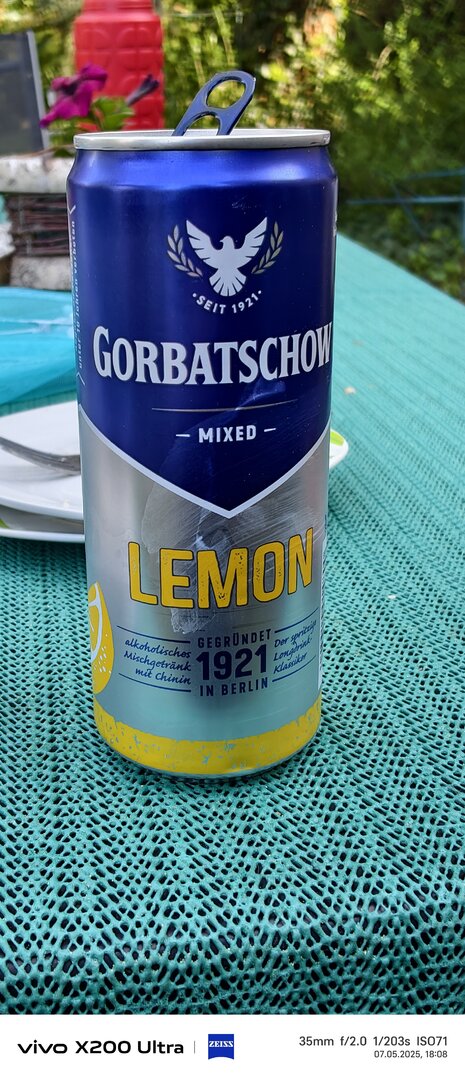 • SEIT 1921 •
GORBATSCHOW
— MIXED —
LEMON
alkoholisches
Mischgetränk
mit Chinin
GEGRÜNDET
1921
IN BERLIN
Der spritzige
Longdrink-
Klassiker
vivo X200 Ultra | ZEISS
35mm f/2.0 1/203s ISO71
07.05.2025, 18:08